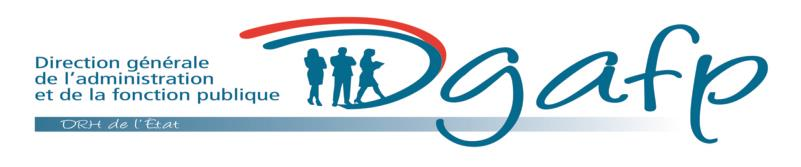 Direction générale
de l'administration
et de la fonction publique
Dgafp
DRH de l'État